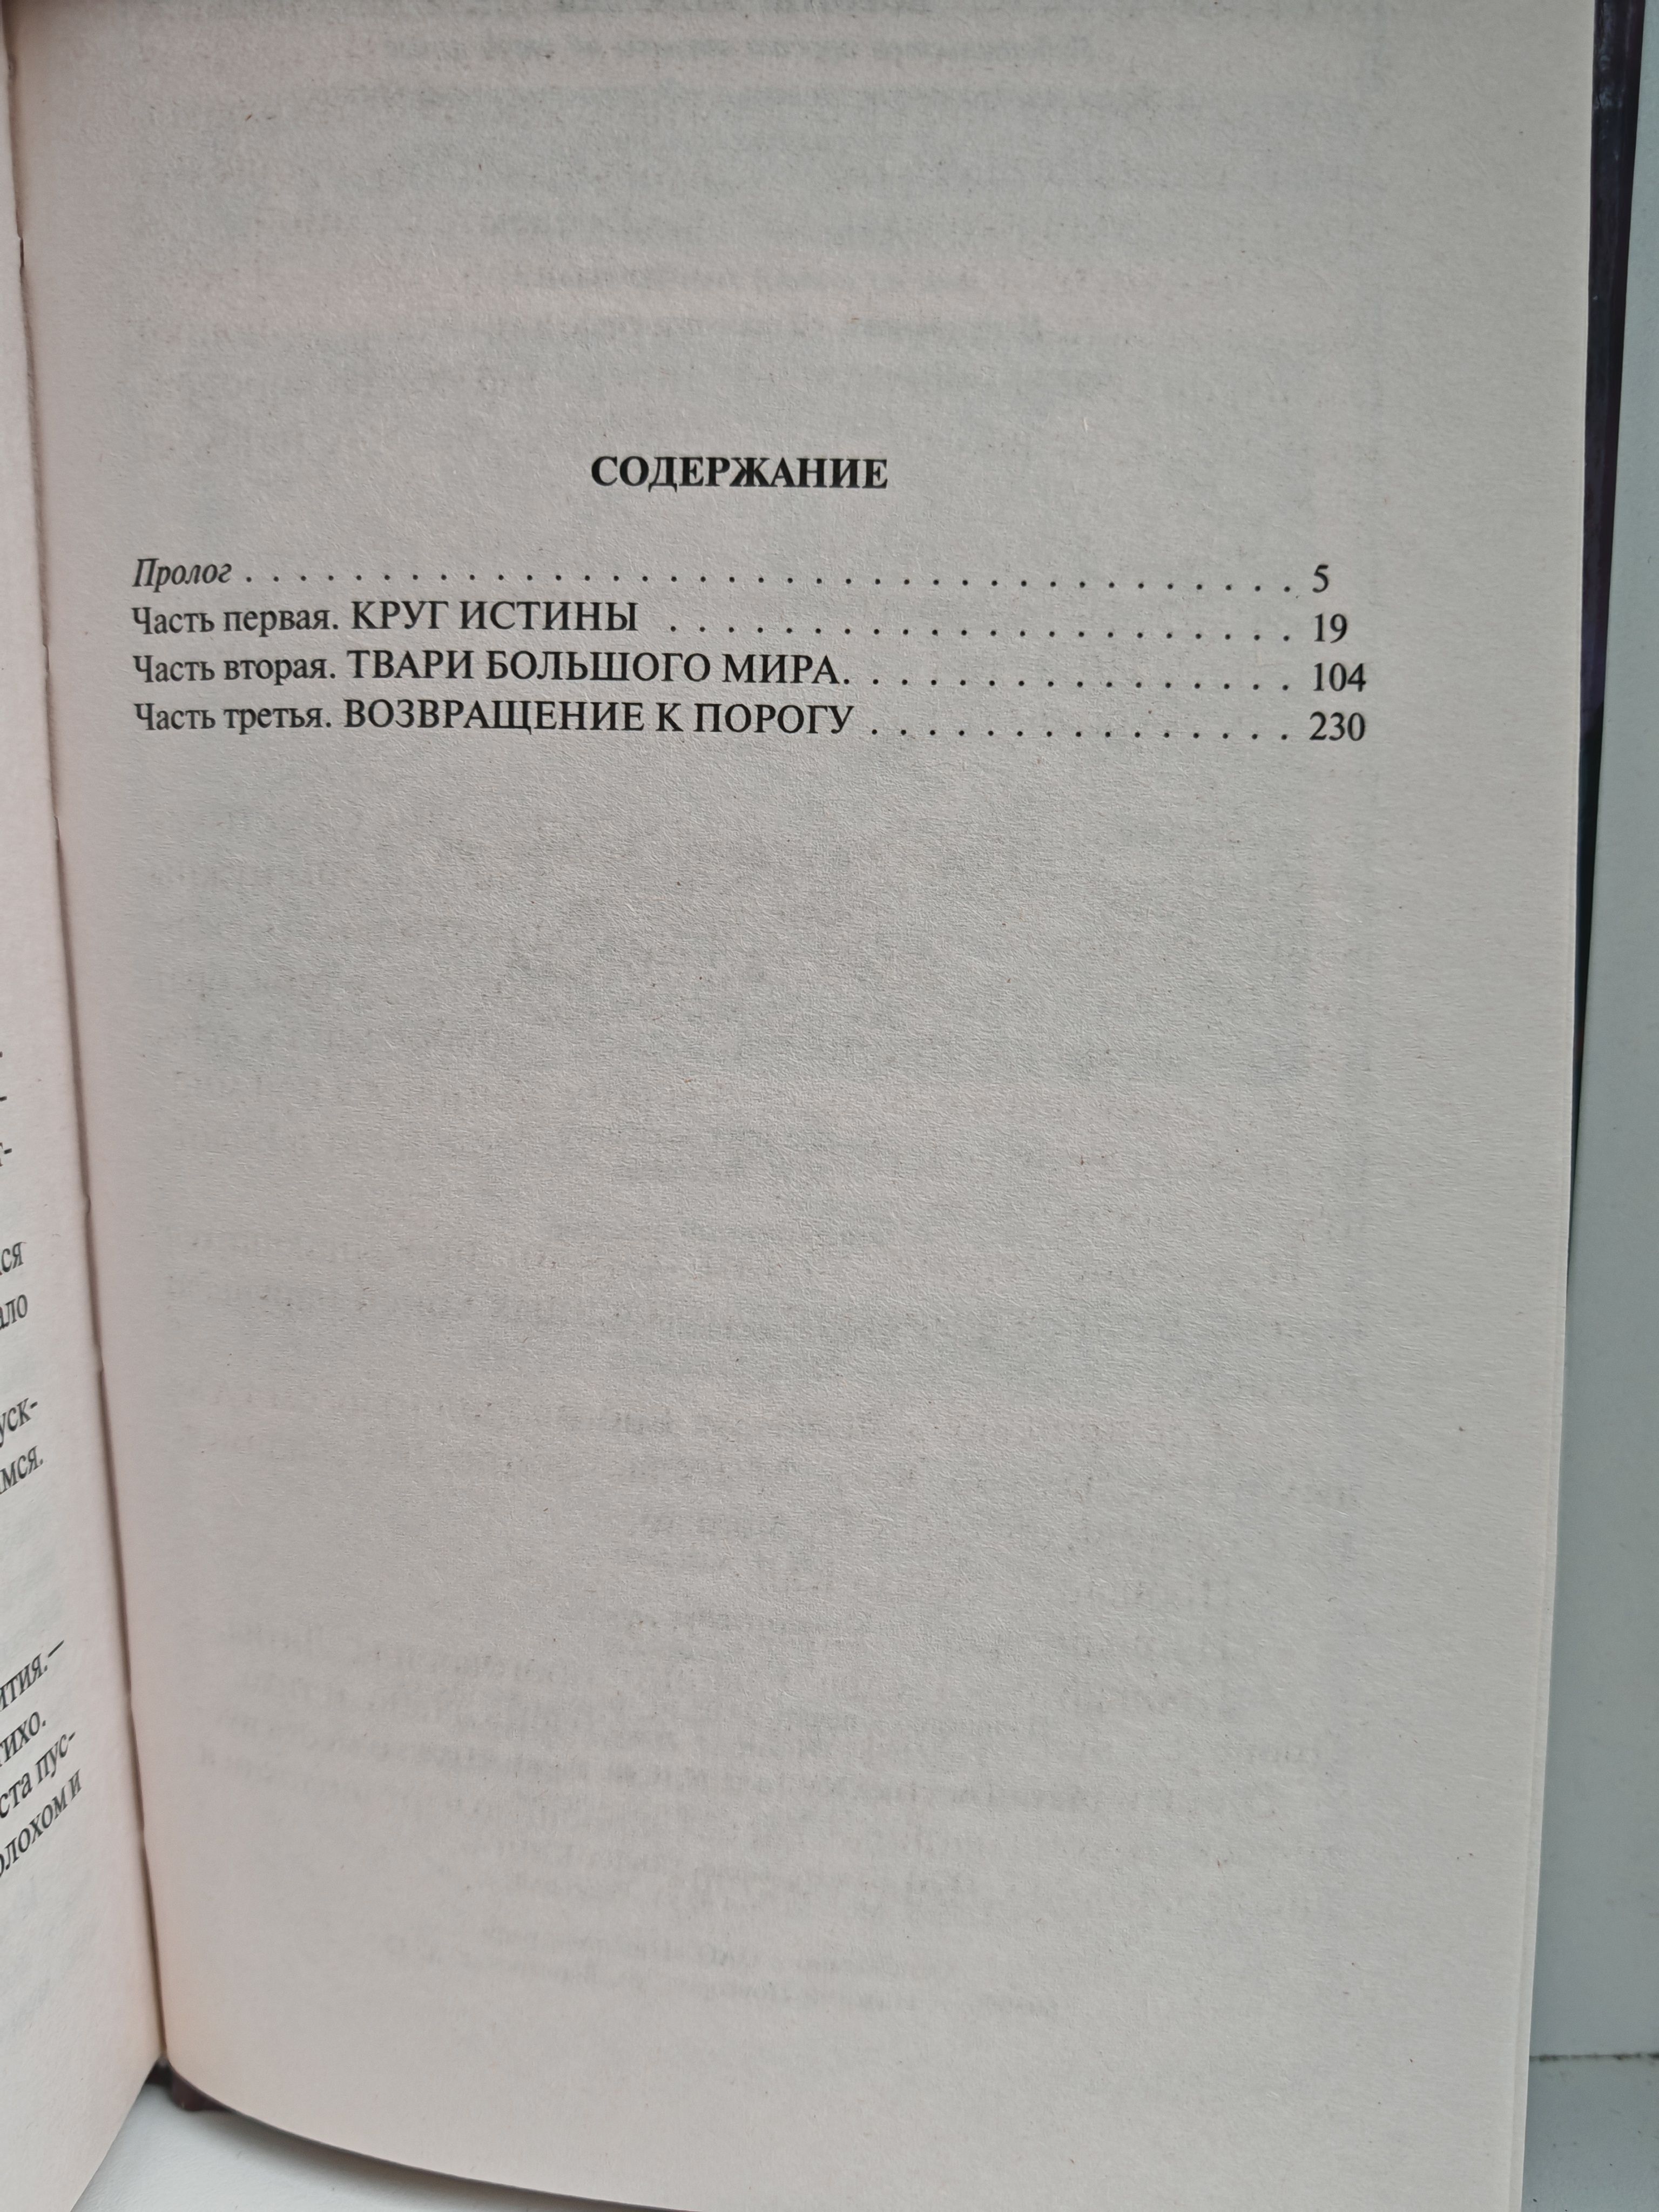 СОДЕРЖАНИЕ
Пролог . . . . . . . . . . . . . . . . . . . . . . . . . . . . . . . . . . . . . . . 5
Часть первая. КРУГ ИСТИНЫ . . . . . . . . . . . . . . . . . . . . . . 19
Часть вторая. ТВАРИ БОЛЬШОГО МИРА. . . . . . . . . . . . . . . . 104
Часть третья. ВОЗВРАЩЕНИЕ К ПОРОГУ . . . . . . . . . . . . . . . 230